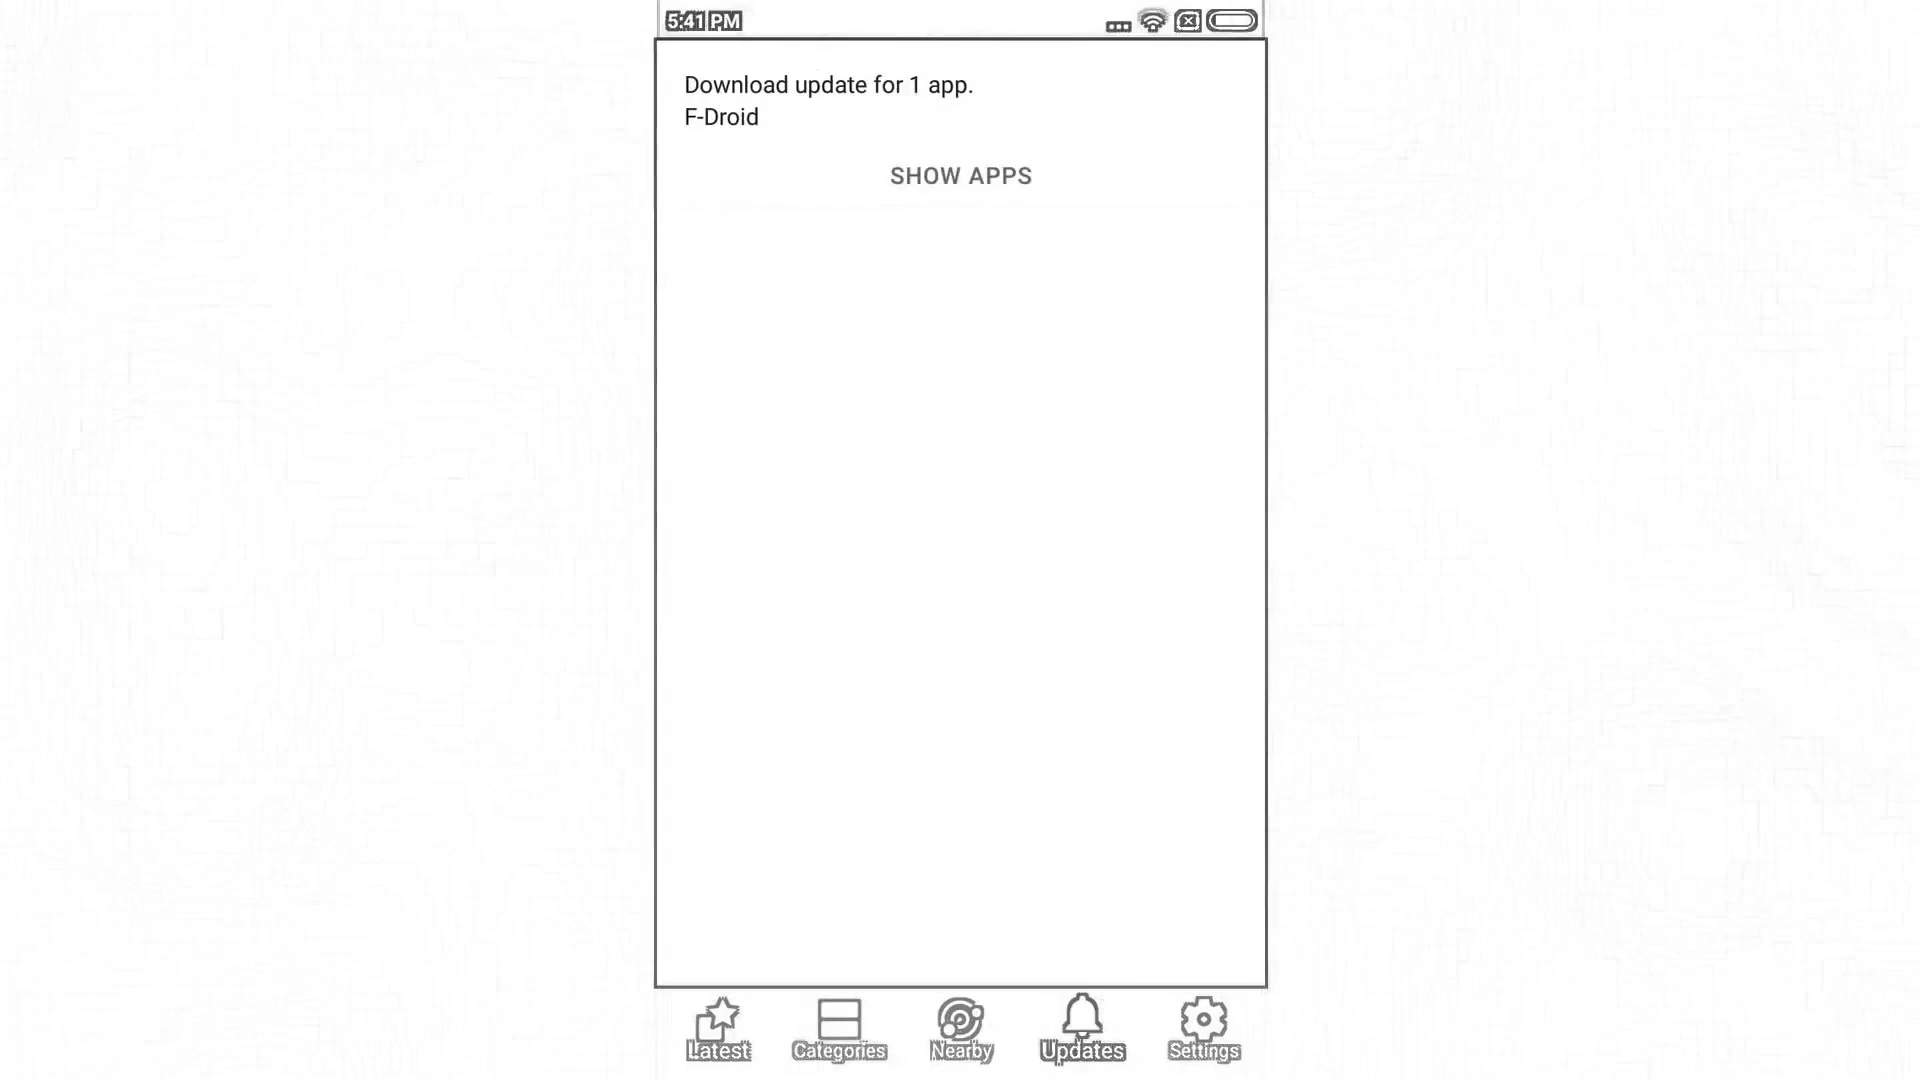 5:41 PM
Download update for 1 app.
F-Droid
SHOW APPS
Latest
Categories
Nearby
Updates
Settings